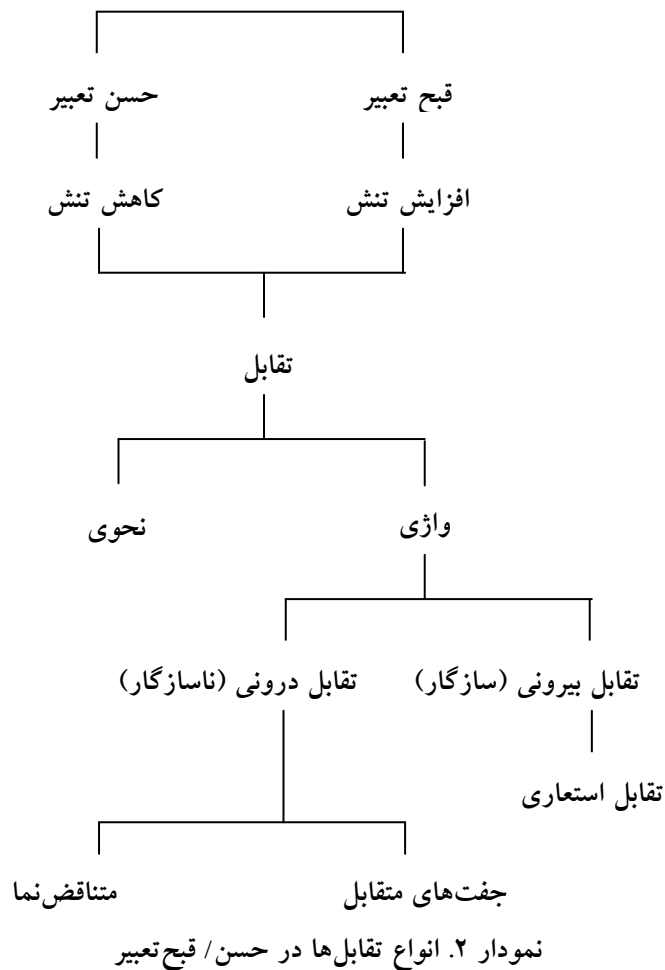 قبح تعبیر حسن تعبیر
افزایش تنش کاهش تنش
تقابل
واژی نحوی
تقابل بیرونی (سازگار) تقابل درونی (ناسازگار)
تقابل استعاری
جفت‌های متقابل متناقض‌نما
نمودار ۲. انواع تقابل‌ها در حسن/ قبح‌تعبیر